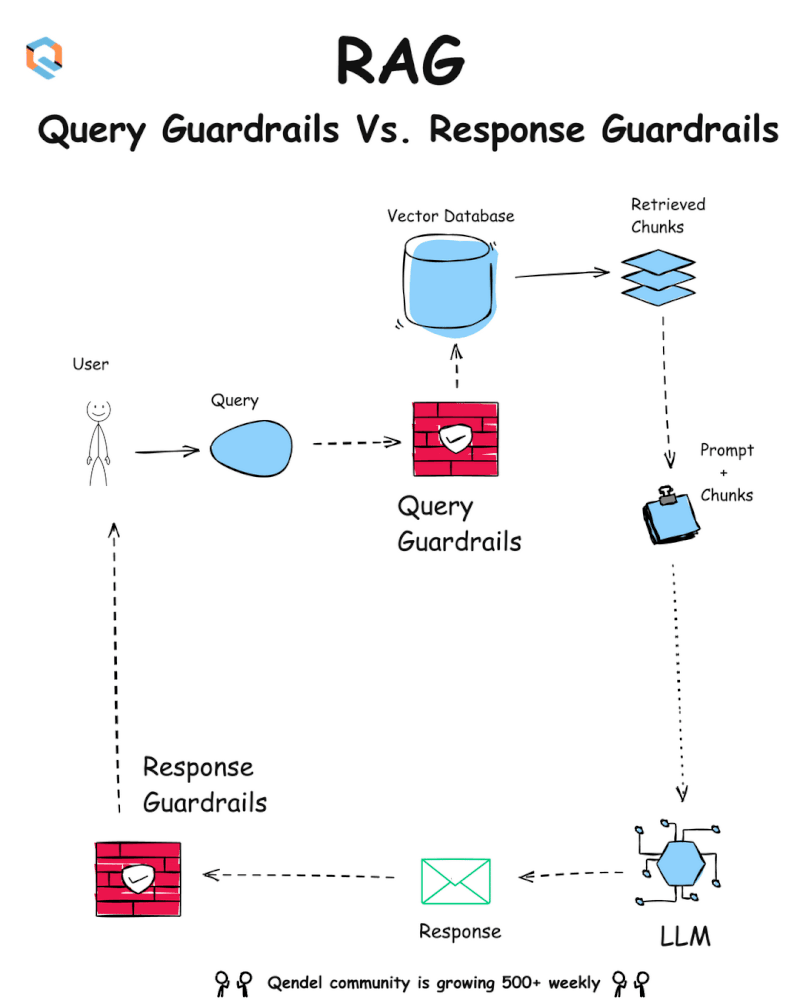 RAG
Query Guardrails Vs. Response Guardrails
Vector Database
Retrieved
Chunks
User
Query
Query
Guardrails
Prompt
+
Chunks
Response
Guardrails
Response
LLM
Qendel community is growing 500+ weekly